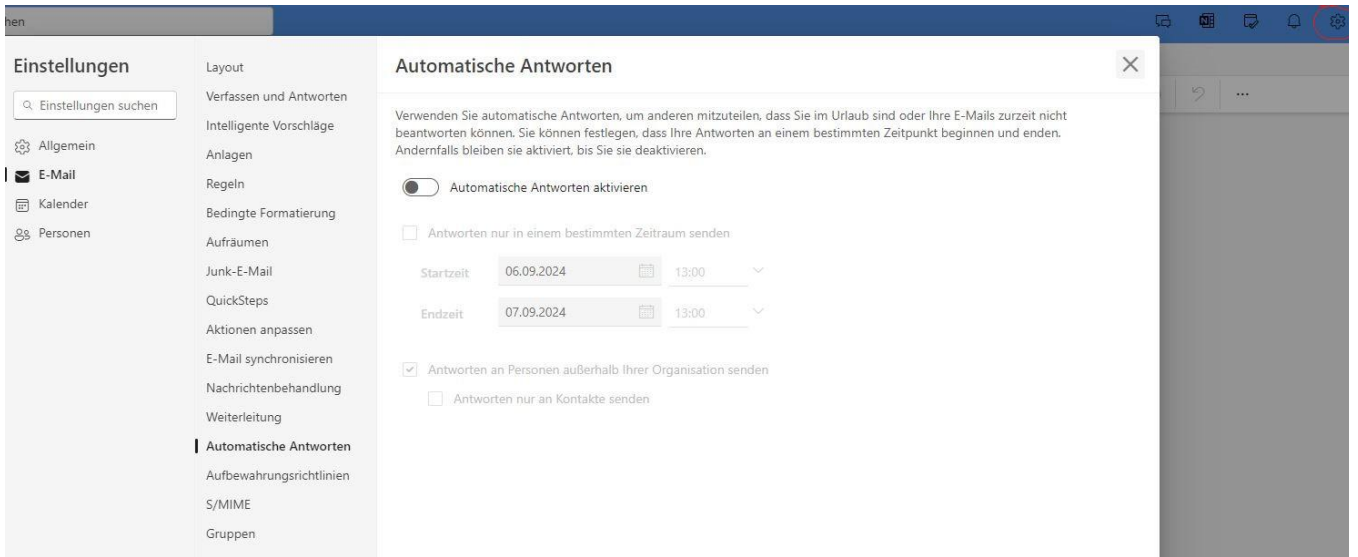 hen
Einstellungen
Einstellungen suchen
Allgemein
E-Mail
Kalender
Personen
Layout
Verfassen und Antworten
Intelligente Vorschläge
Anlagen
Regeln
Bedingte Formatierung
Aufräumen
Junk-E-Mail
QuickSteps
Aktionen anpassen
E-Mail synchronisieren
Nachrichtenbehandlung
Weiterleitung
Automatische Antworten
Aufbewahrungsrichtlinien
S/MIME
Gruppen
Automatische Antworten
Verwenden Sie automatische Antworten, um anderen mitzuteilen, dass Sie im Urlaub sind oder Ihre E-Mails zurzeit nicht
beantworten können. Sie können festlegen, dass Ihre Antworten an einem bestimmten Zeitpunkt beginnen und enden.
Andernfalls bleiben sie aktiviert, bis Sie sie deaktivieren.
Automatische Antworten aktivieren
Antworten nur in einem bestimmten Zeitraum senden
Startzeit 06.09.2024 13:00
Endzeit 07.09.2024 13:00
Antworten an Personen außerhalb Ihrer Organisation senden
Antworten nur an Kontakte senden